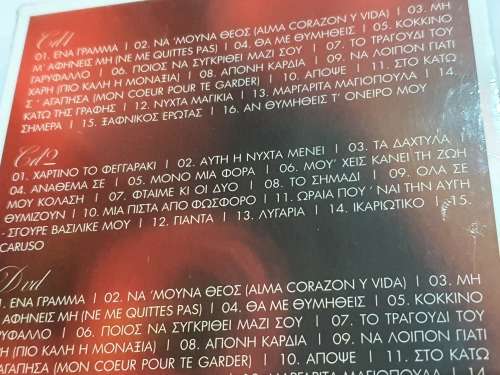 Cd1
01. ΕΝΑ ΓΡΑΜΜΑ | 02. ΝΑ 'ΜΟΥΝΑ ΘΕΟΣ (ALMA CORAZON Y VIDA) | 03. ΜΗ
Μ' ΑΦΗΝΕΙΣ ΜΗ (NE ME QUITTES PAS) | 04. ΘΑ ΜΕ ΘΥΜΗΘΕΙΣ | 05. ΚΟΚΚΙΝΟ
ΓΑΡΥΦΑΛΛΟ | 06. ΠΟΙΟΣ ΝΑ ΣΥΓΚΡΙΘΕΙ ΜΑΖΙ ΣΟΥ | 07. ΤΟ ΤΡΑΓΟΥΔΙ ΤΟΥ
ΧΑΡΗ (ΠΙΟ ΚΑΛΗ Η ΜΟΝΑΞΙΑ) | 08. ΑΠΟΝΗ ΚΑΡΔΙΑ | 09. ΝΑ ΛΟΙΠΟΝ ΓΙΑΤΙ
Σ ' ΑΓΑΠΗΣΑ (MON COEUR POUR TE GARDER) | 10. ΑΠΟΨΕ | 11. ΣΤΟ ΚΑΤΩ
ΚΑΤΩ ΤΗΣ ΓΡΑΦΗΣ | 12. ΝΥΧΤΑ ΜΑΓΙΚΙΑ | 13. ΜΑΡΓΑΡΙΤΑ ΜΑΓΙΟΠΟΥΛΑ | 14.
ΣΗΜΕΡΑ | 15. ΞΑΦΝΙΚΟΣ ΕΡΩΤΑΣ | 16. ΑΝ ΘΥΜΗΘΕΙΣ Τ' ΟΝΕΙΡΟ ΜΟΥ
Cd2
01. ΧΑΡΤΙΝΟ ΤΟ ΦΕΓΓΑΡΑΚΙ | 02. ΑΥΤΗ Η ΝΥΧΤΑ ΜΕΝΕΙ | 03. ΤΑ ΔΑΧΤΥΛΑ
04. ΑΝΑΘΕΜΑ ΣΕ | 05. ΜΟΝΟ ΜΙΑ ΦΟΡΑ | 06. ΜΟΥ' ΧΕΙΣ ΚΑΝΕΙ ΤΗ ΖΩΗ
ΜΟΥ ΚΟΛΑΣΗ | 07. ΦΤΑΙΜΕ ΚΙ ΟΙ ΔΥΟ | 08. ΤΟ ΣΗΜΑΔΙ | 09. ΟΛΑ ΣΕ
ΘΥΜΙΖΟΥΝ | 10. ΜΙΑ ΠΙΣΤΑ ΑΠΟ ΦΩΣΦΟΡΟ | 11. ΩΡΑΙΑ ΠΟΥ ' ΝΑΙ ΤΗΝ ΑΥΓΗ
- ΣΤΟΥΡΕ ΒΑΣΙΛΙΚΕ ΜΟΥ | 12. ΓΙΑΝΤΑ | 13. ΛΥΓΑΡΙΑ | 14. ΙΚΑΡΙΩΤΙΚΟ | 15.
CARUSO
Dvd
. ΕΝΑ ΓΡΑΜΜΑ | 02. ΝΑ 'ΜΟΥΝΑ ΘΕΟΣ (ALMA CORAZON Y VIDA) | 03. ΜΗ
ΑΦΗΝΕΙΣ ΜΗ (NE ME QUITTES PAS) | 04. ΘΑ ΜΕ ΘΥΜΗΘΕΙΣ | 05. ΚΟΚΚΙΝΟ
ΡΥΦΑΛΛΟ | 06. ΠΟΙΟΣ ΝΑ ΣΥΓΚΡΙΘΕΙ ΜΑΖΙ ΣΟΥ | 07. ΤΟ ΤΡΑΓΟΥΔΙ ΤΟΥ
Η (ΠΙΟ ΚΑΛΗ Η ΜΟΝΑΞΙΑ) | 08. ΑΠΟΝΗ ΚΑΡΔΙΑ | 09. ΝΑ ΛΟΙΠΟΝ ΓΙΑΤΙ
ΑΓΑΠΗΣΑ (MON COEUR POUR TE GARDER) | 10. ΑΠΟΨΕ | 11. ΣΤΟ ΚΑΤΩ
ΜΑΡΓΑΡΙΤΑ ΜΑΓΙΟΠΟΥΛΑ | 14